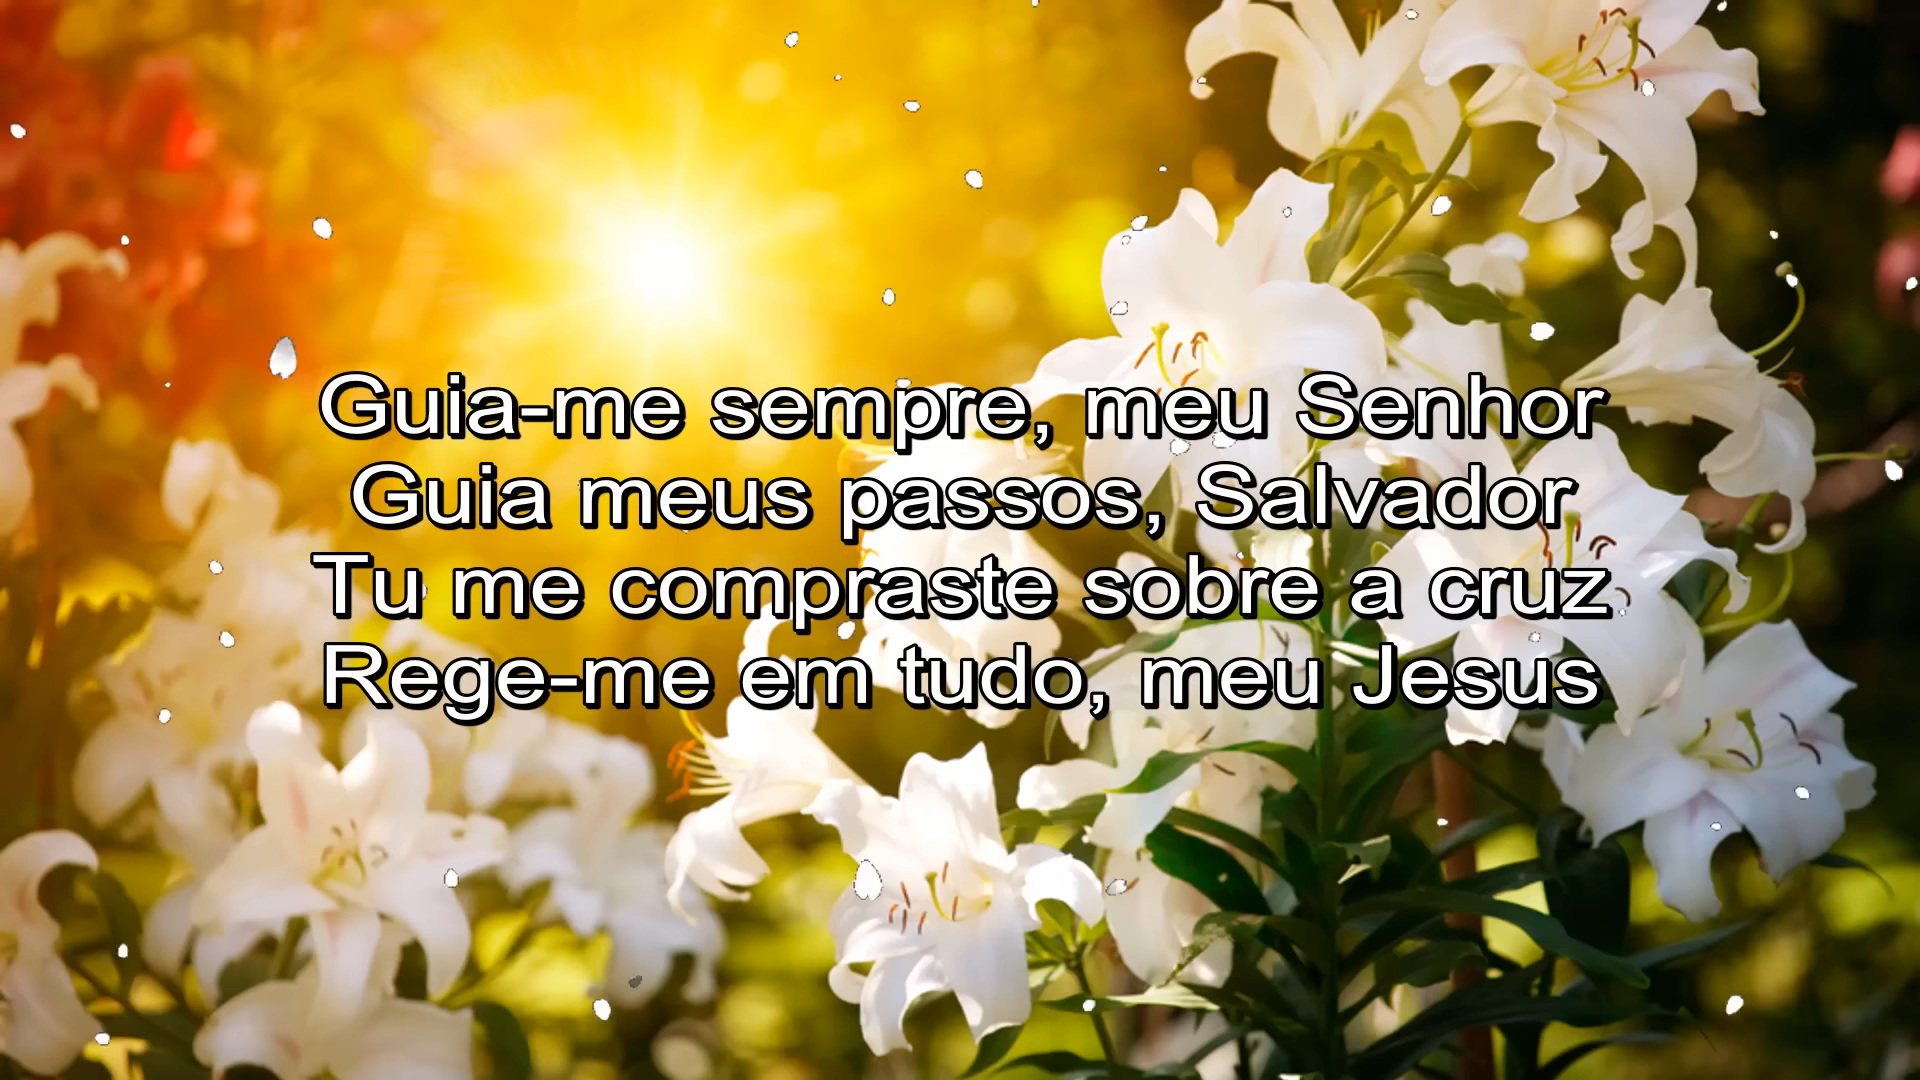 Guia-me sempre, meu Senhor
Guia meus passos, Salvador
Tu me compraste sobre a cruz
Rege-me em tudo, meu Jesus